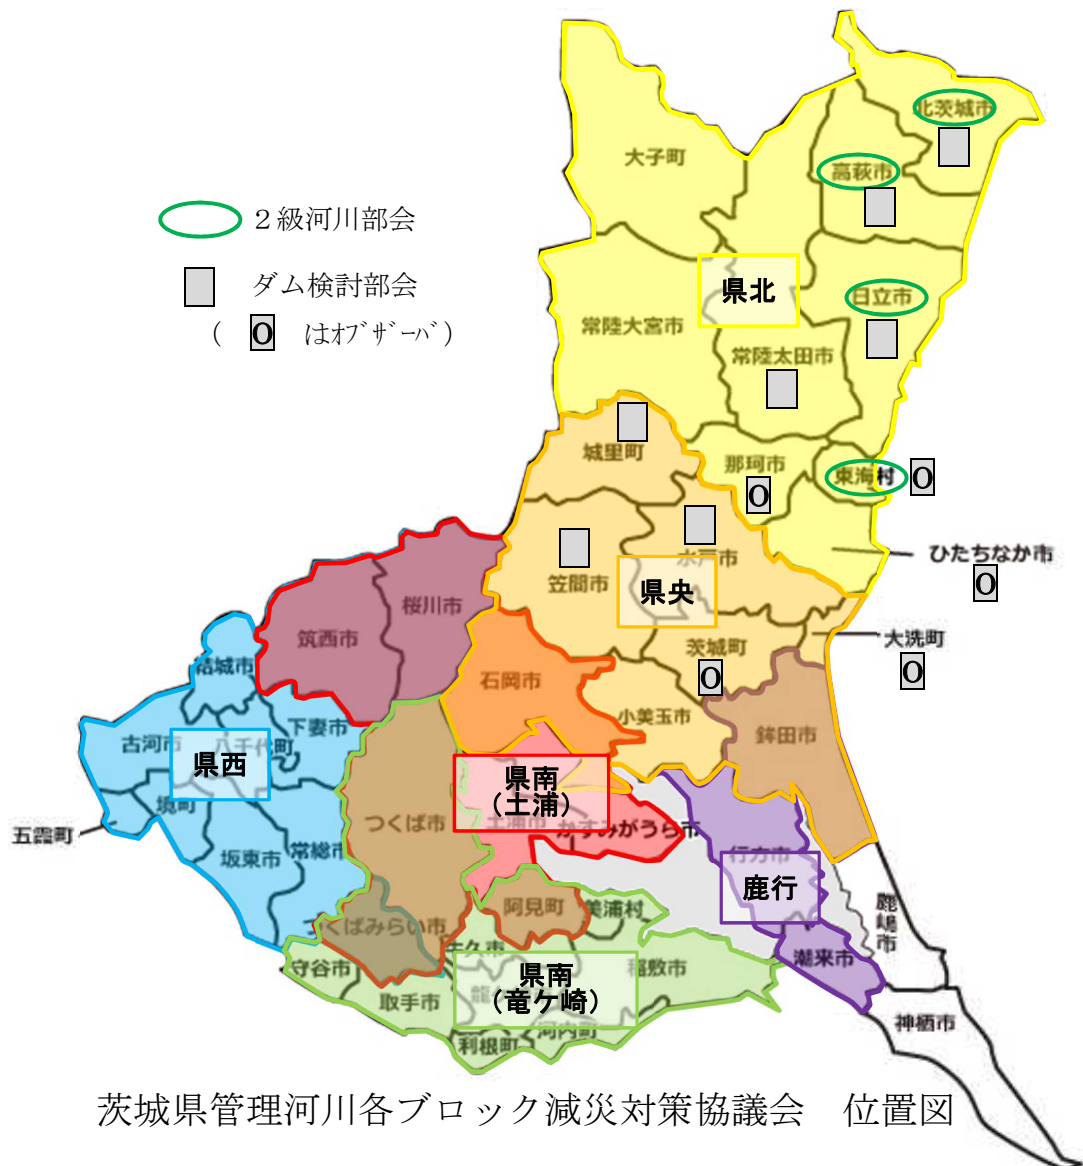 北茨城市
大子町
高萩市
２級河川部会
ダム検討部会
（ O はｵﾌﾞｻﾞｰﾊﾞ）
県北
日立市
常陸大宮市
常陸太田市
城里町
那珂市
O
東海村 O
水戸市
ひたちなか市
O
笠間市
県央
桜川市
筑西市
茨城町
O
大洗町
O
結城市
石岡市
小美玉市
鉾田市
下妻市
古河市
八千代町
県西
県南
（土浦）
境町
五霞町
つくば市
土浦市
かすみがうら市
坂東市
常総市
行方市
鹿行
阿見町
美浦村
鹿嶋市
つくばみらい市
牛久市
潮来市
守谷市
県南
（竜ケ崎）
稲敷市
取手市
河内町
利根町
神栖市
茨城県管理河川各ブロック減災対策協議会　位置図